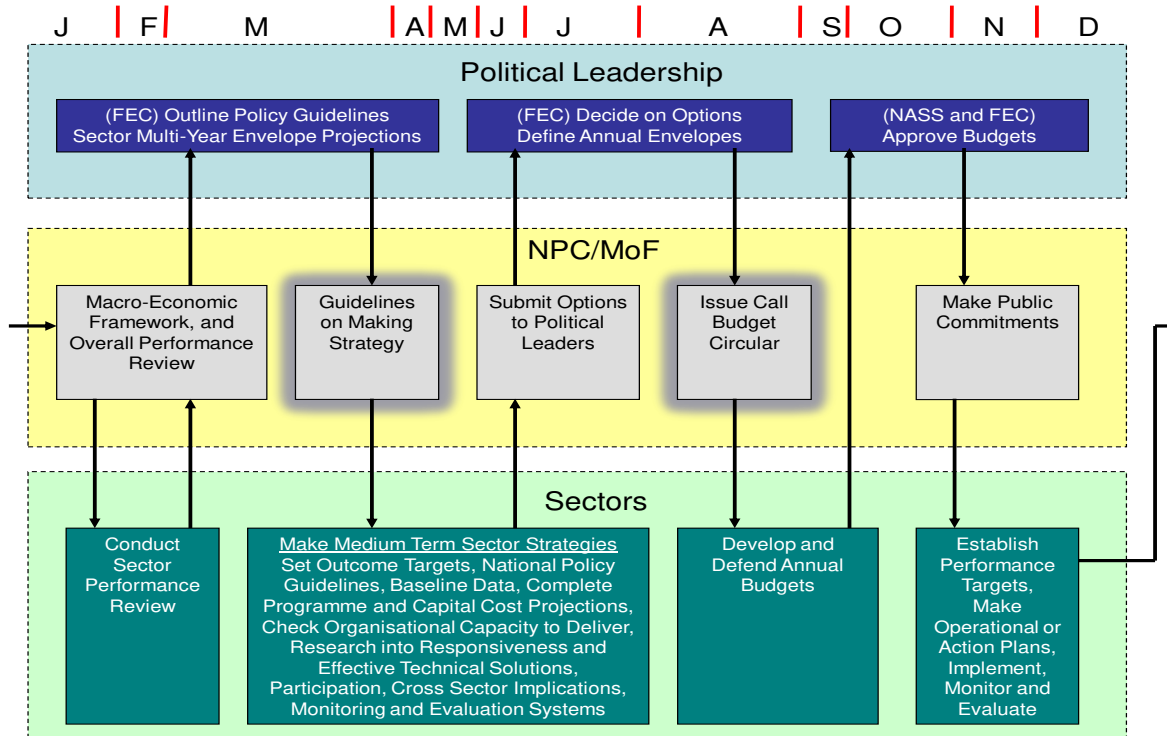 J F M A M J J A S O N D
Political Leadership
(FEC) Outline Policy Guidelines
Sector Multi-Year Envelope Projections
(FEC) Decide on Options
Define Annual Envelopes
(NASS and FEC)
Approve Budgets
NPC/MoF
Macro-Economic
Framework, and
Overall Performance
Review
Guidelines
on Making
Strategy
Submit Options
to Political
Leaders
Issue Call
Budget
Circular
Make Public
Commitments
Sectors
Conduct
Sector
Performance
Review
Make Medium Term Sector Strategies
Set Outcome Targets, National Policy
Guidelines, Baseline Data, Complete
Programme and Capital Cost Projections,
Check Organisational Capacity to Deliver,
Research into Responsiveness and
Effective Technical Solutions,
Participation, Cross Sector Implications,
Monitoring and Evaluation Systems
Develop and
Defend Annual
Budgets
Establish
Performance
Targets,
Make
Operational or
Action Plans,
Implement,
Monitor and
Evaluate